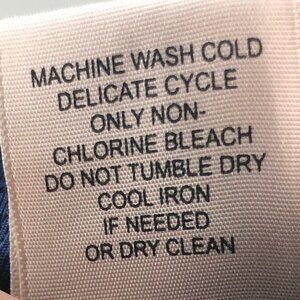 MACHINE WASH COLD
DELICATE CYCLE
ONLY NON-
CHLORINE BLEACH
DO NOT TUMBLE DRY
COOL IRON
IF NEEDED
OR DRY CLEAN